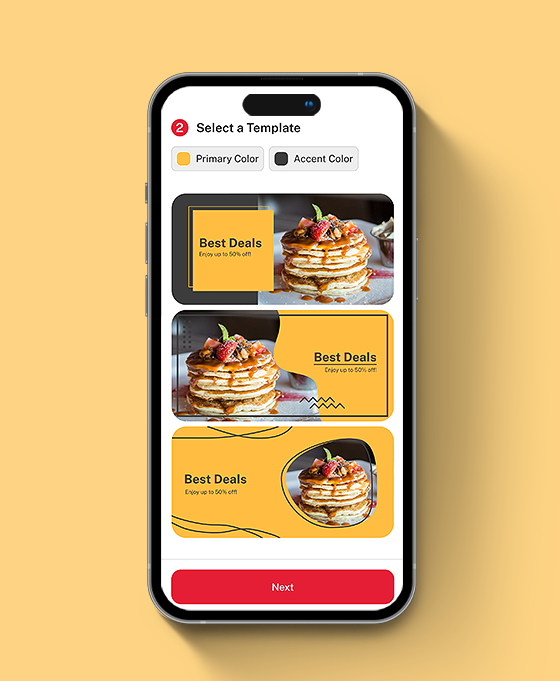 2 Select a Template
Primary Color Accent Color
Best Deals
Enjoy up to 50% off!
Best Deals
Enjoy up to 50% off!
Best Deals
Enjoy up to 50% off!
Next